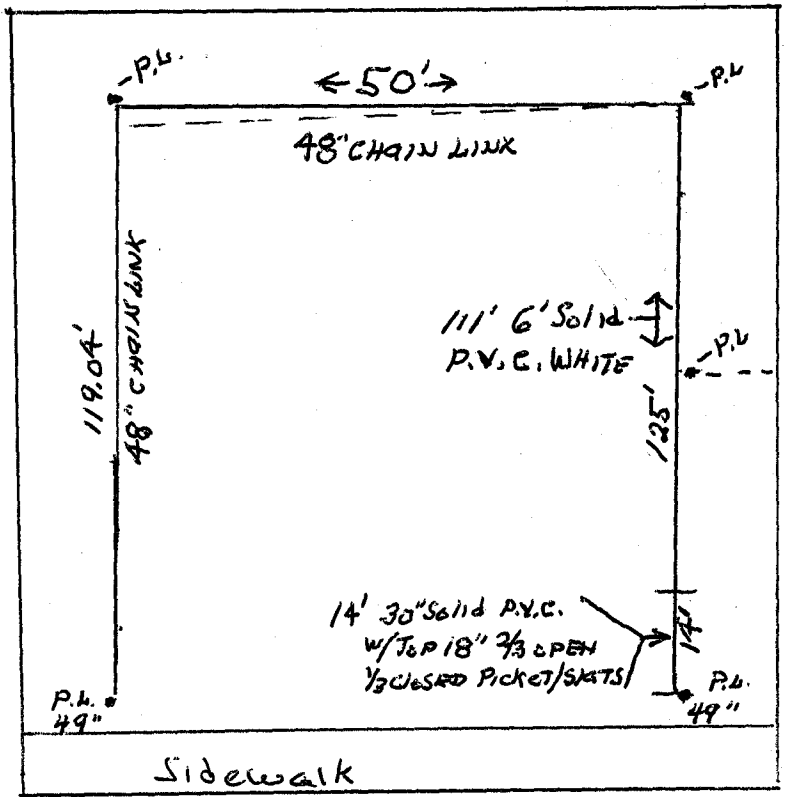 P.L.
← 50' →
P.L
48" CHAIN LINK
119.04'
48" CHAIN LINK
111' 6' Solid
P.V.C. WHITE
P.L
125'
14' 30" Solid P.V.C.
W/TOP 18" 2/3 OPEN
1/3 CLOSED PICKET/SLATS
14'
P.L.
49"
P.L.
49"
Sidewalk